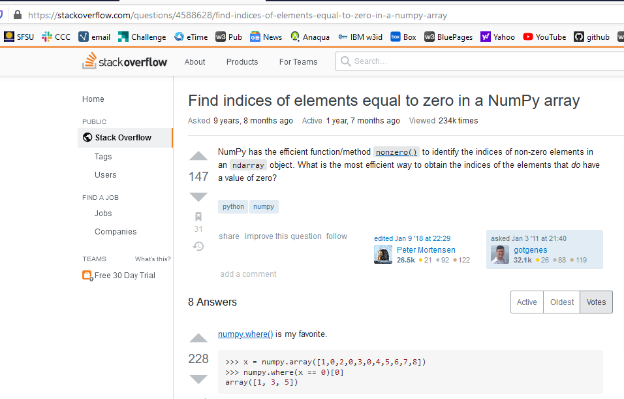 https://stackoverflow.com/questions/4588628/find-indices-of-elements-equal-to-zero-in-a-numpy-array
SFSU CCC email Challenge eTime Pub News Anaqua IBM w3id Box BluePages Yahoo YouTube github
stackoverflow About Products For Teams Search...
Home
PUBLIC
Stack Overflow
Tags
Users
FIND A JOB
Jobs
Companies
TEAMS What's this?
Free 30 Day Trial
Find indices of elements equal to zero in a NumPy array
Asked 9 years, 8 months ago Active 1 year, 7 months ago Viewed 234k times
147
31
NumPy has the efficient function/method nonzero() to identify the indices of non-zero elements in
an ndarray object. What is the most efficient way to obtain the indices of the elements that do have
a value of zero?
python numpy
share improve this question follow
edited Jan 9 '18 at 22:29
Peter Mortensen
26.5k 21 92 122
asked Jan 3 '11 at 21:40
gotgenes
32.1k 26 68 119
add a comment
8 Answers
Active Oldest Votes
228
numpy.where() is my favorite.
>>> x = numpy.array([1,0,2,0,3,0,4,5,6,7,8])
>>> numpy.where(x == 0)[0]
array([1, 3, 5])